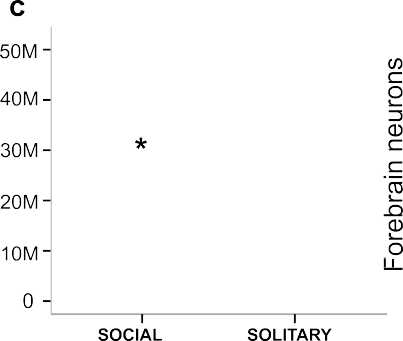 C
50M
40M
30M
20M
10M
0
*
SOCIAL
SOLITARY
Forebrain neurons